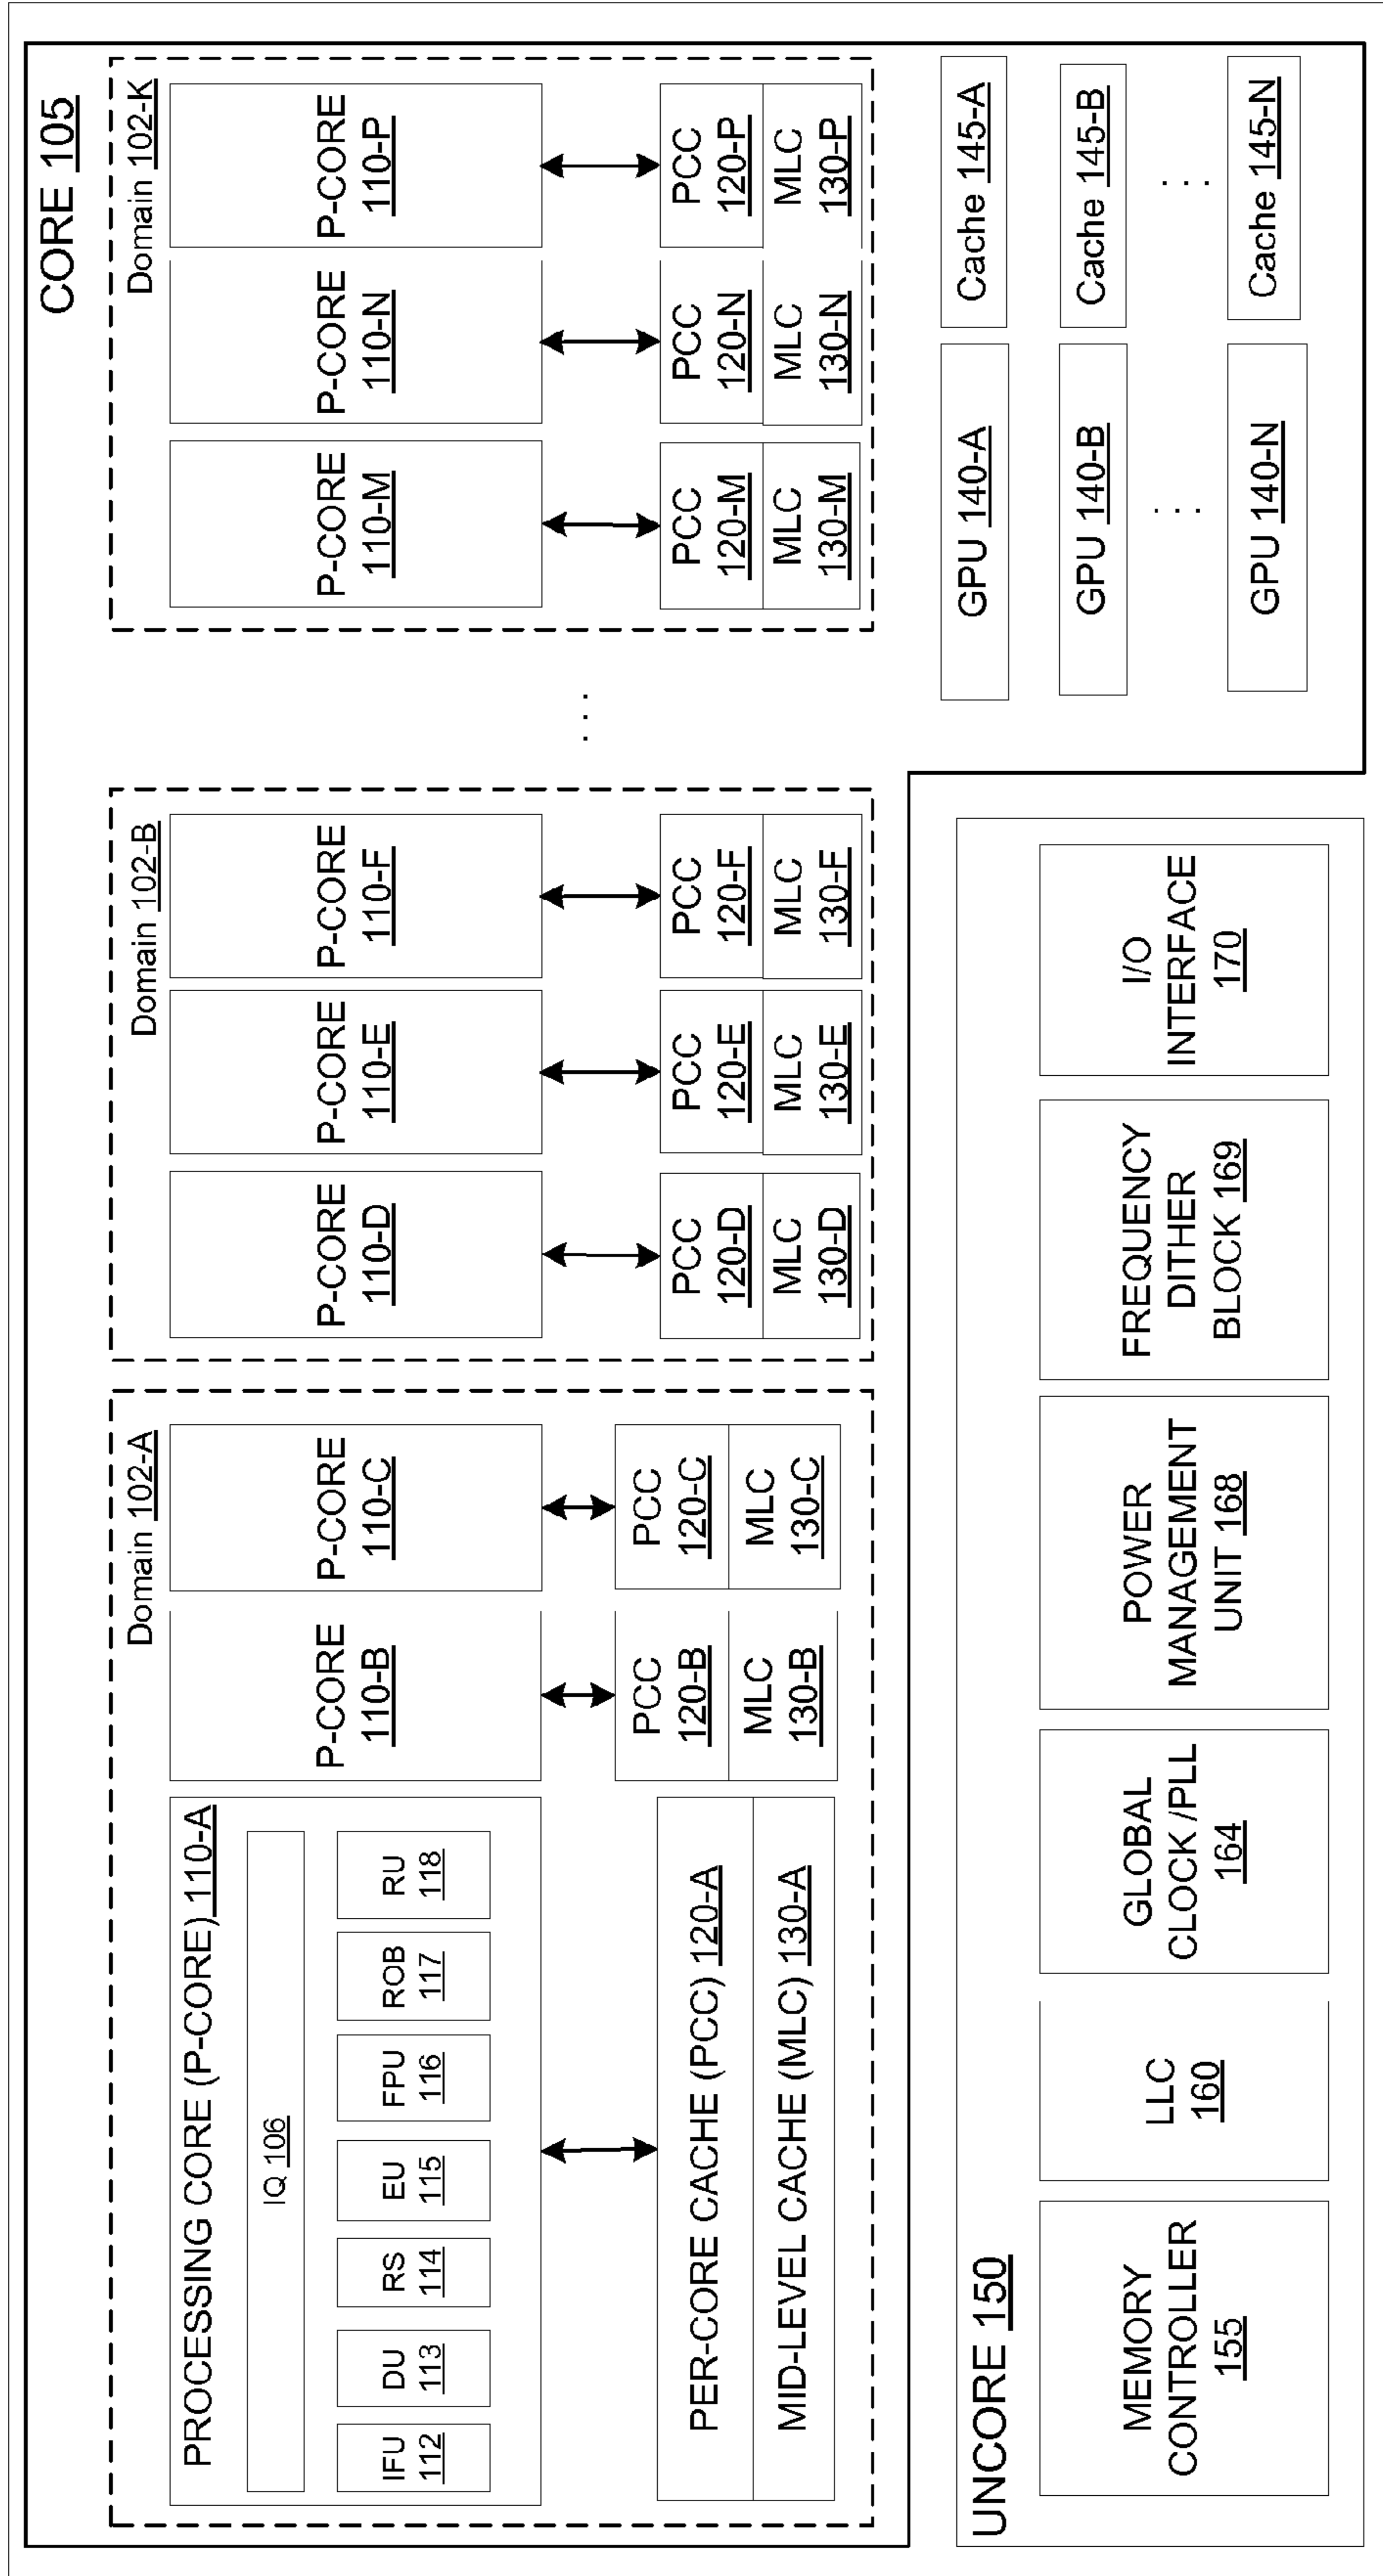 CORE 105
Domain 102-A
PROCESSING CORE (P-CORE) 110-A
IQ 106
IFU
112
DU
113
RS
114
EU
115
FPU
116
ROB
117
RU
118
PER-CORE CACHE (PCC) 120-A
MID-LEVEL CACHE (MLC) 130-A
P-CORE
110-B
PCC
120-B
MLC
130-B
P-CORE
110-C
PCC
120-C
MLC
130-C
Domain 102-B
P-CORE
110-D
PCC
120-D
MLC
130-D
P-CORE
110-E
PCC
120-E
MLC
130-E
P-CORE
110-F
PCC
120-F
MLC
130-F
. . .
Domain 102-K
P-CORE
110-M
PCC
120-M
MLC
130-M
P-CORE
110-N
PCC
120-N
MLC
130-N
P-CORE
110-P
PCC
120-P
MLC
130-P
GPU 140-A
Cache 145-A
GPU 140-B
Cache 145-B
. . .
. . .
GPU 140-N
Cache 145-N
UNCORE 150
MEMORY
CONTROLLER
155
LLC
160
GLOBAL
CLOCK /PLL
164
POWER
MANAGEMENT
UNIT 168
FREQUENCY
DITHER
BLOCK 169
I/O
INTERFACE
170